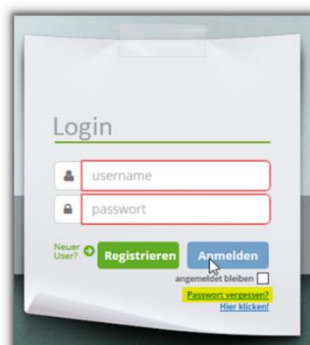 Login
username
passwort
Neuer
User?
Registrieren Anmelden
angemeldet bleiben
Passwort vergessen?
Hier klicken!